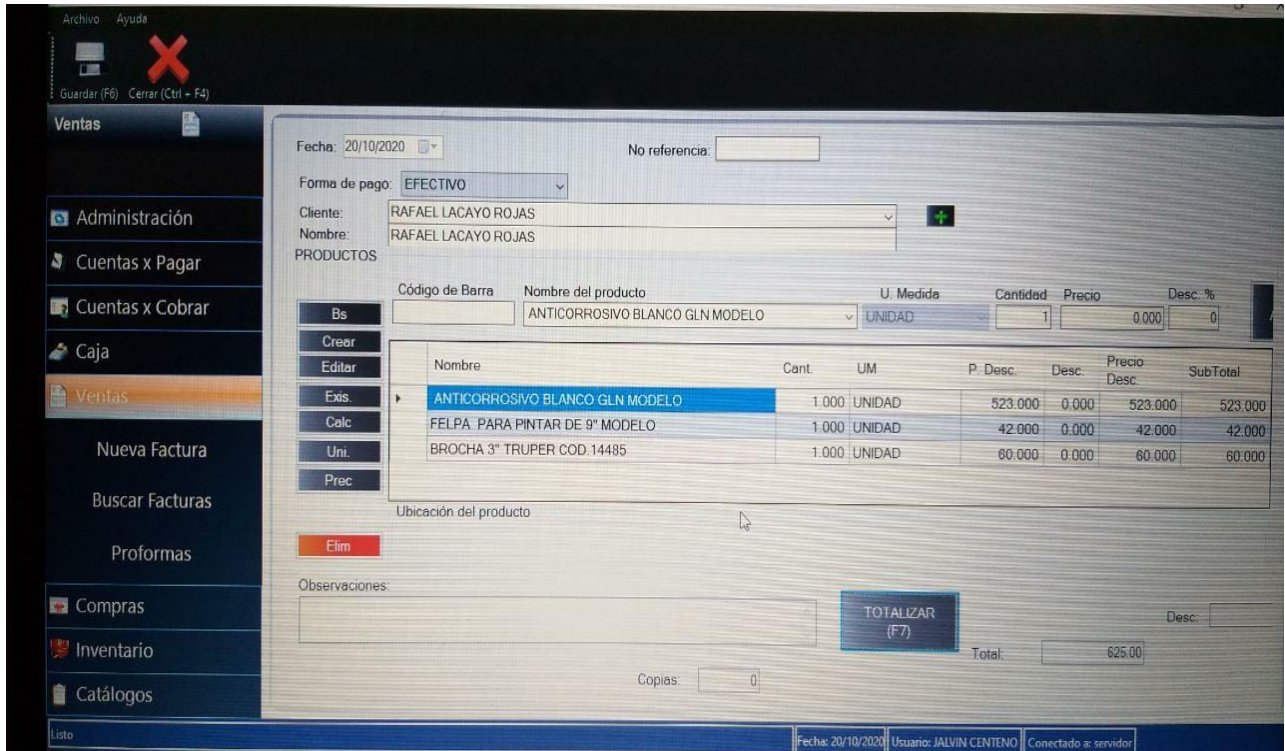 Archivo Ayuda
Guardar (F6) Cerrar (Ctrl + F4)
Ventas
Administración
Cuentas x Pagar
Cuentas x Cobrar
Caja
Ventas
Nueva Factura
Buscar Facturas
Proformas
Compras
Inventario
Catálogos
Fecha: 20/10/2020 No referencia:
Forma de pago: EFECTIVO
Cliente: RAFAEL LACAYO ROJAS
Nombre: RAFAEL LACAYO ROJAS
PRODUCTOS
Código de Barra Nombre del producto U. Medida Cantidad Precio Desc. %
ANTICORROSIVO BLANCO GLN MODELO UNIDAD 1 0.000 0
Bs
Crear
Editar
Exis.
Calc
Uni.
Prec
Nombre Cant. UM P. Desc. Desc. Precio Desc. SubTotal
ANTICORROSIVO BLANCO GLN MODELO 1.000 UNIDAD 523.000 0.000 523.000 523.000
FELPA PARA PINTAR DE 9" MODELO 1.000 UNIDAD 42.000 0.000 42.000 42.000
BROCHA 3" TRUPER COD.14485 1.000 UNIDAD 60.000 0.000 60.000 60.000
Ubicación del producto
Elim
Observaciones:
TOTALIZAR
(F7)
Desc:
Total: 625.00
Copias: 0
Listo Fecha: 20/10/2020 Usuario: JALVIN CENTENO Conectado a: servidor